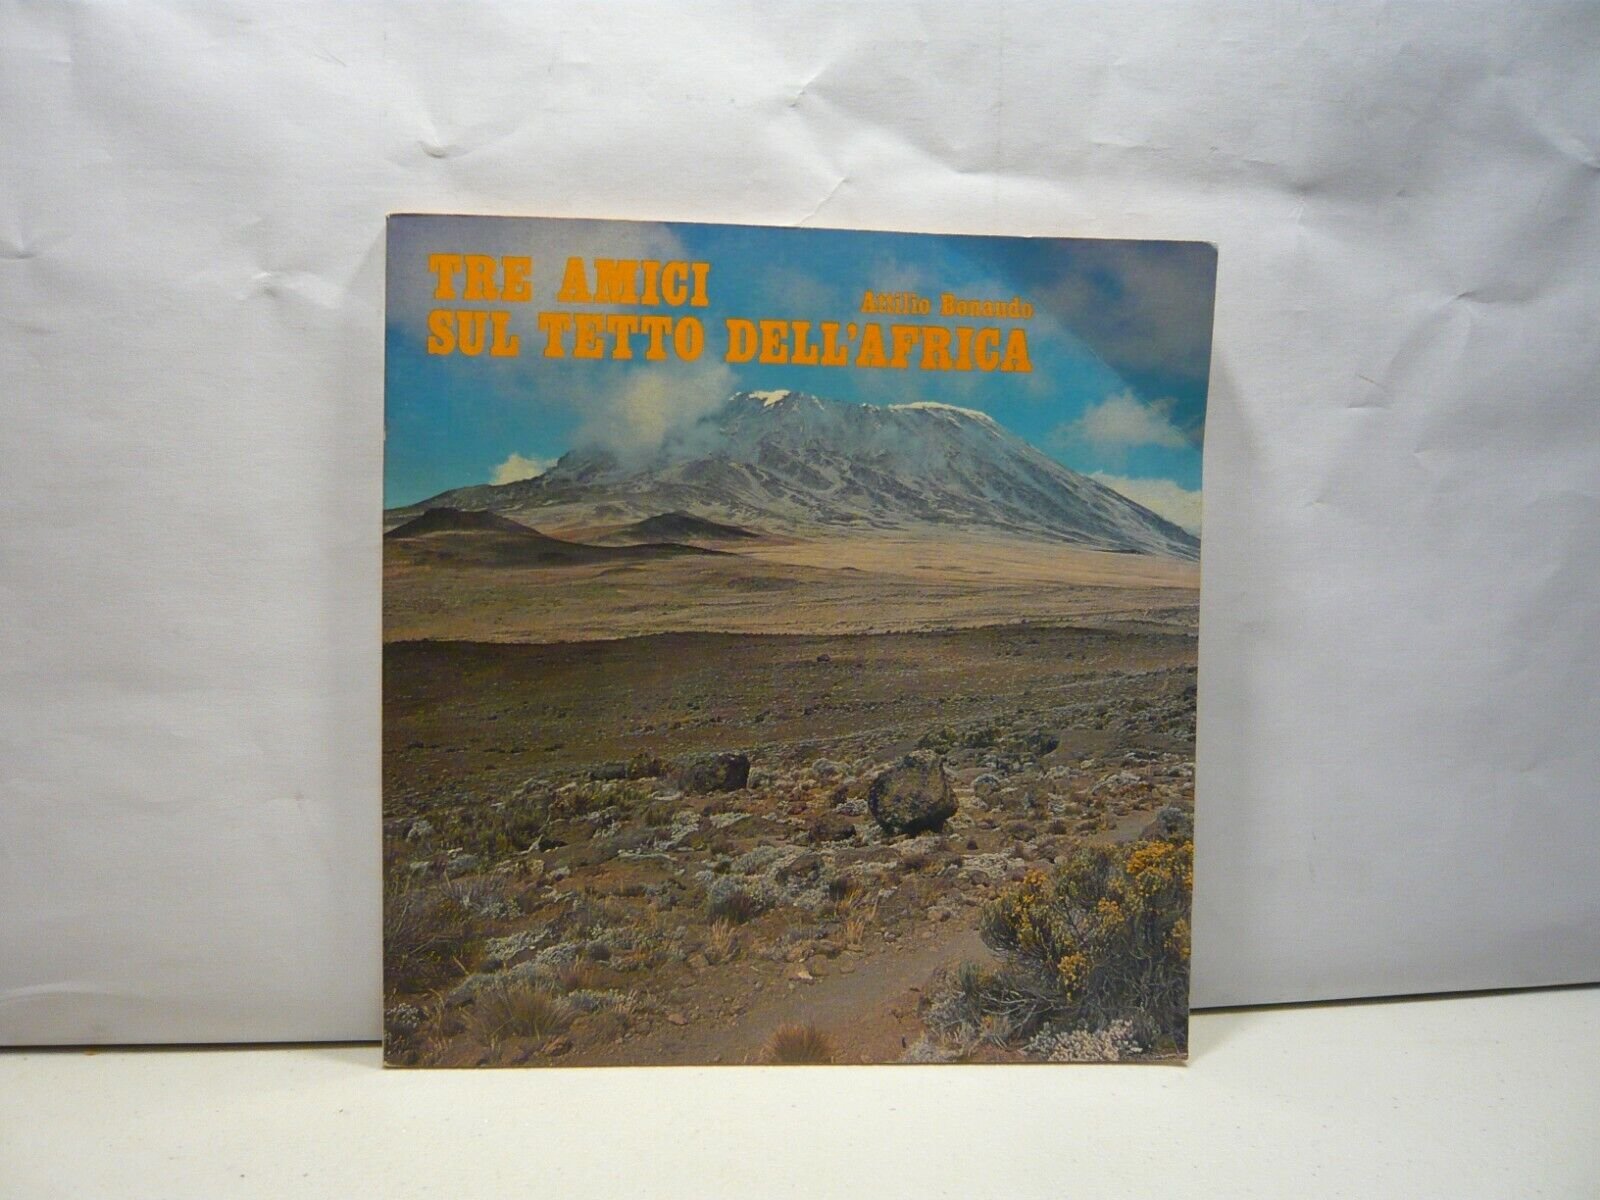 TRE AMICI
Attilio Bonaudo
SUL TETTO DELL'AFRICA